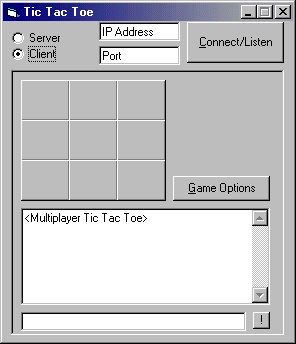 Tic Tac Toe
Server
Client
IP Address
Port
Connect/Listen
Game Options
<Multiplayer Tic Tac Toe>
!